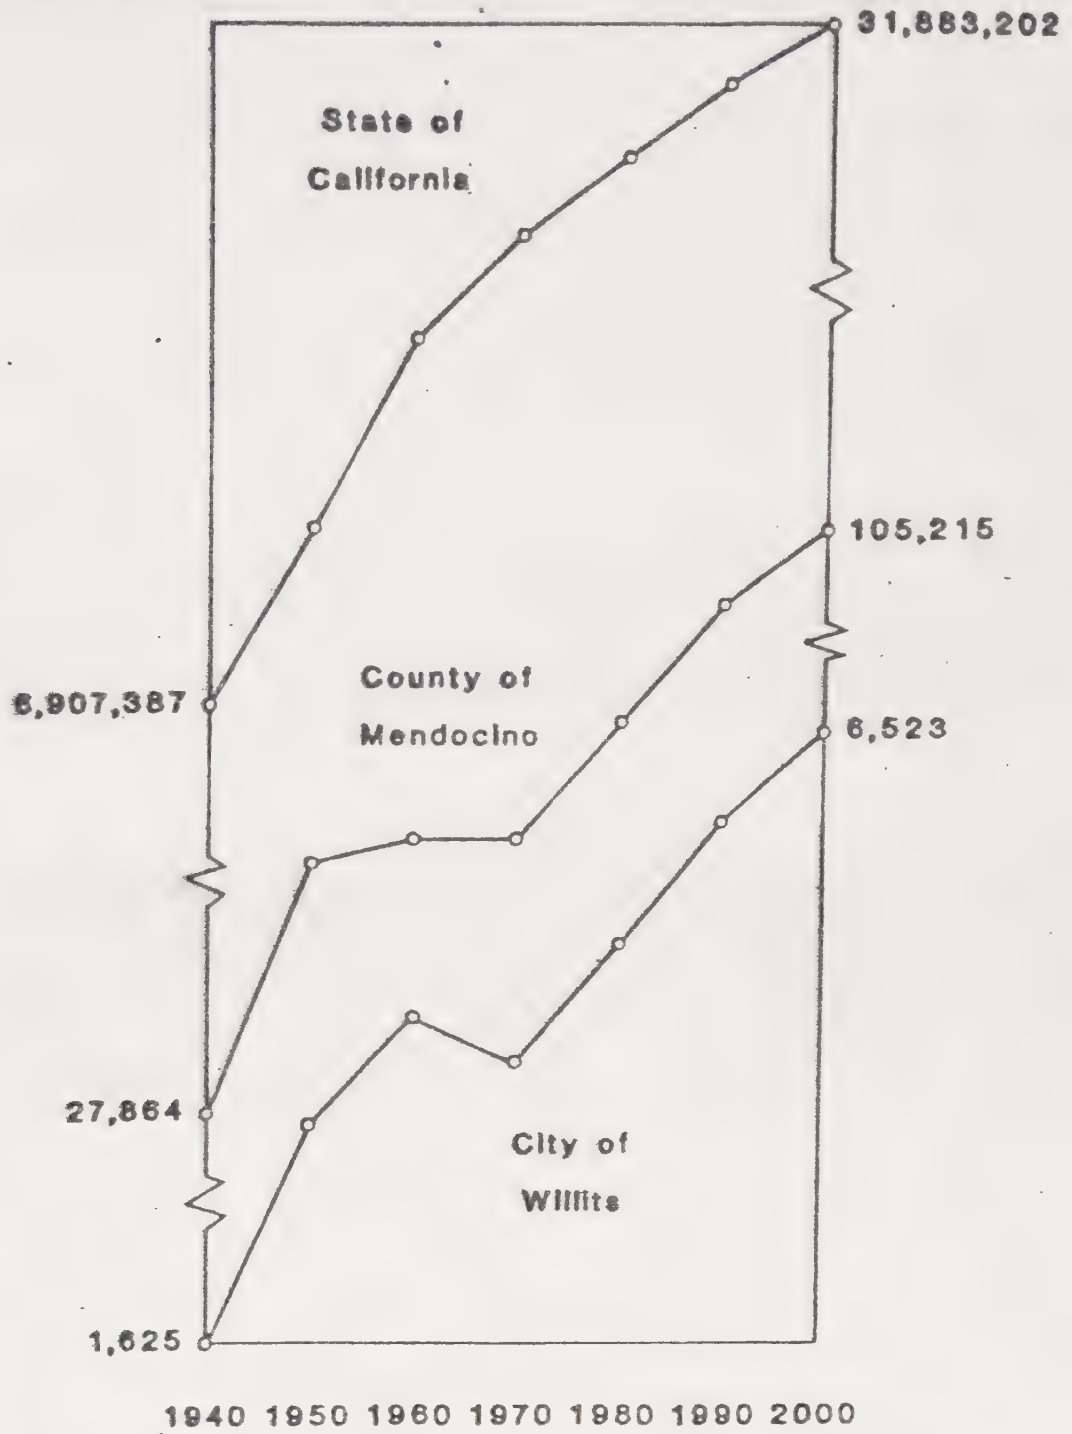 31,883,202
State of
California
105,215
County of
Mendocino
6,907,387
6,523
27,864
City of
Willits
1,625
1940 1950 1960 1970 1980 1990 2000